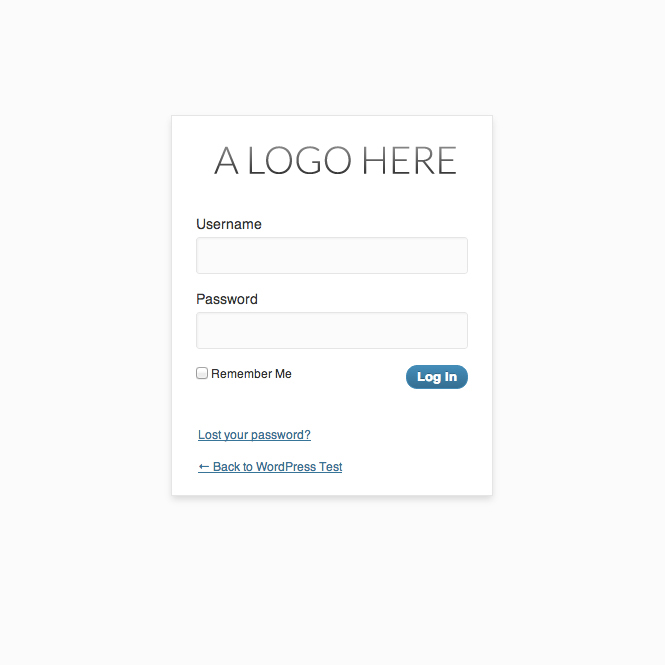 A LOGO HERE
Username
Password
Remember Me
Log In
Lost your password?
← Back to WordPress Test